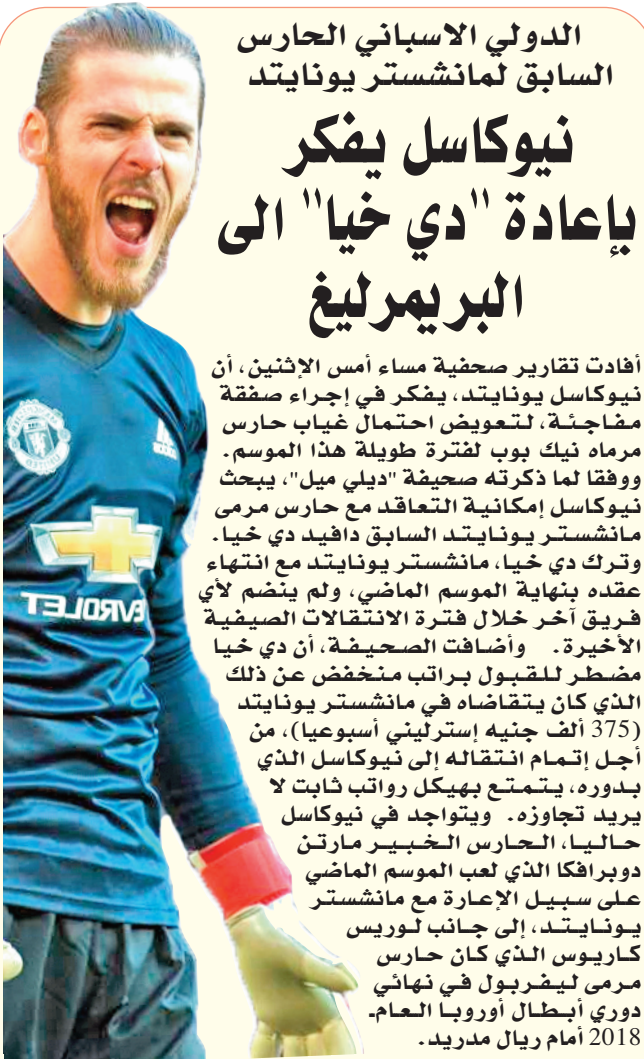 الدولي الاسباني الحارس
السابق لمانشستر يونايتد
نيوكاسل يفكر
بإعادة "دي خيا" الى
البريمرليغ
أفادت تقارير صحفية مساء أمس الإثنين، أن
نيوكاسل يونايتد، يفكر في إجراء صفقة
مفاجئة، لتعويض احتمال غياب حارس
مرماه نيك بوب لفترة طويلة هذا الموسم.
ووفقا لما ذكرته صحيفة "ديلي ميل"، يبحث
نيوكاسل إمكانية التعاقد مع حارس مرمى
مانشستر يونايتد السابق دافيد دي خيا.
وترك دي خيا، مانشستر يونايتد مع انتهاء
عقده بنهاية الموسم الماضي، ولم ينضم لأي
فريق آخر خلال فترة الانتقالات الصيفية
الأخيرة. وأضافت الصحيفة، أن دي خيا
مضطر للقبول براتب منخفض عن ذلك
الذي كان يتقاضاه في مانشستر يونايتد
(375 ألف جنيه إسترليني أسبوعيا)، من
أجل إتمام انتقاله إلى نيوكاسل الذي
بدوره، يتمتع بهيكل رواتب ثابت لا
يريد تجاوزه. ويتواجد في نيوكاسل
حاليا، الحارس الخبير مارتن
دوبرافكا الذي لعب الموسم الماضي
على سبيل الإعارة مع مانشستر
يونايتد، إلى جانب لوريس
كاريوس الذي كان حارس
مرمى ليفربول في نهائي
دوري أبطال أوروبا العام
2018 أمام ريال مدريد.
EVROLET